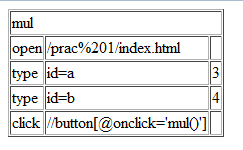 mul
open /prac%201/index.html
type id=a 3
type id=b 4
click //button[@onclick='mul()']